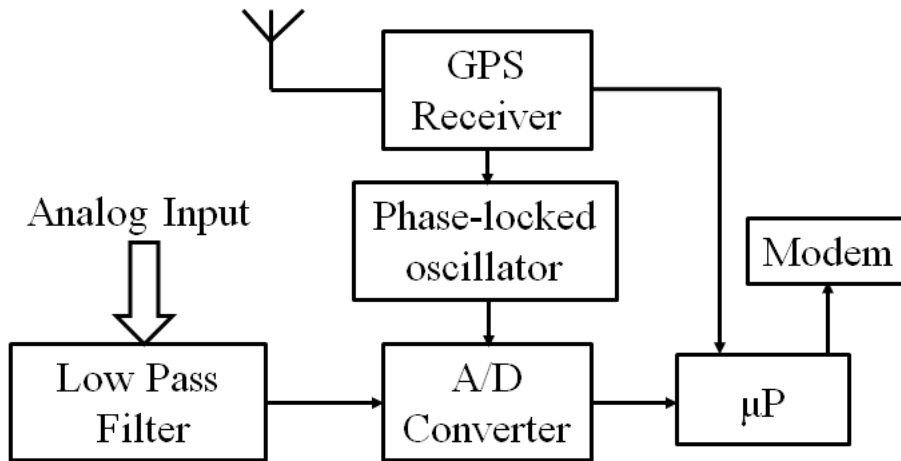 GPS
Receiver
Analog Input
Phase-locked
oscillator
Modem
Low Pass
Filter
A/D
Converter
μP